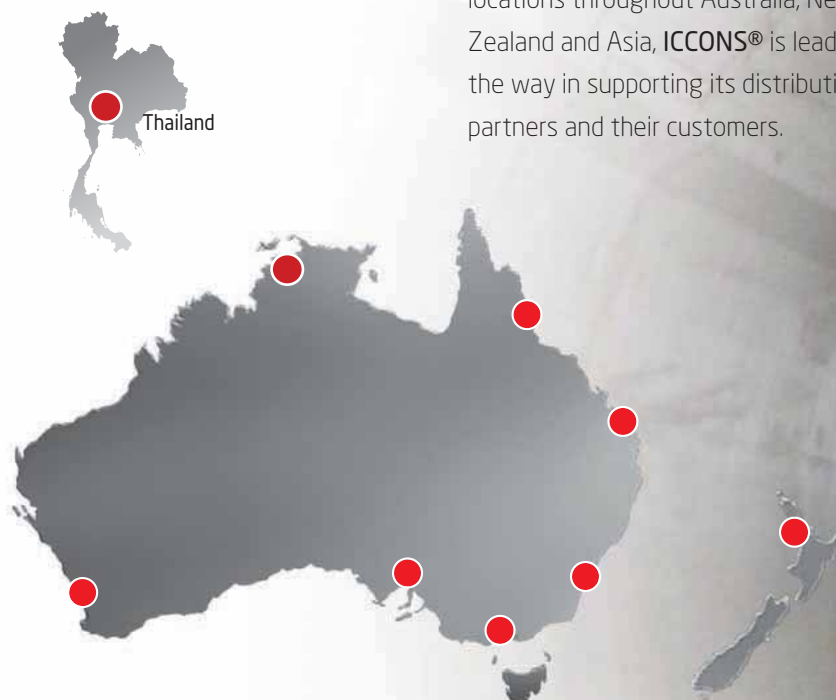 locations throughout Australia, Ne
Zealand and Asia, ICCONS® is lead
the way in supporting its distributi
partners and their customers.
Thailand